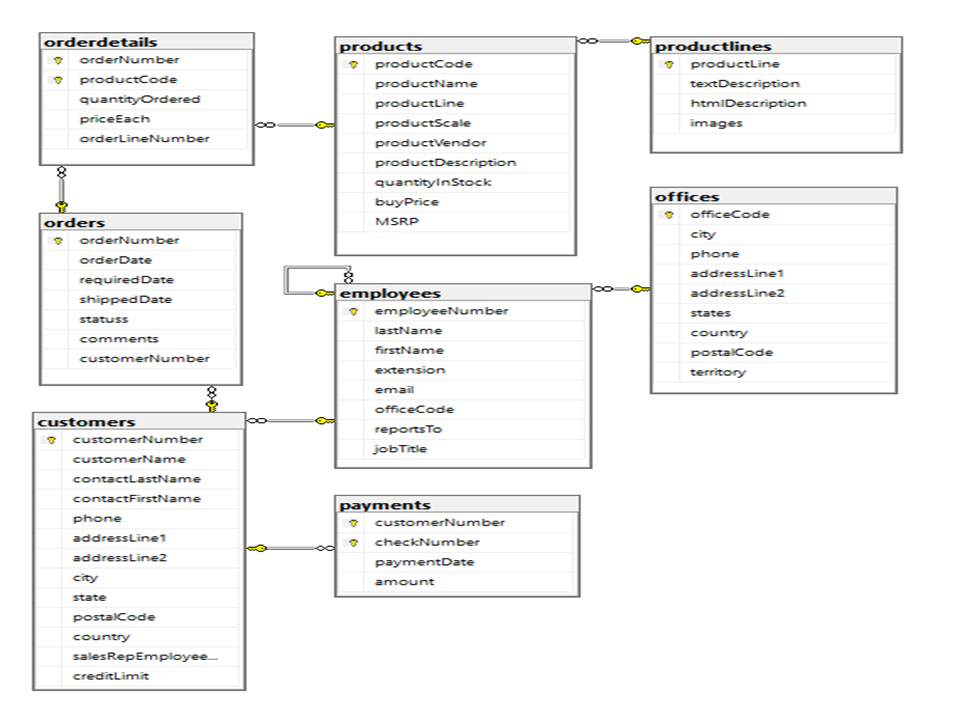 orderdetails
orderNumber
productCode
quantityOrdered
priceEach
orderLineNumber
products
productCode
productName
productLine
productScale
productVendor
productDescription
quantityInStock
buyPrice
MSRP
productlines
productLine
textDescription
htmlDescription
images
orders
orderNumber
orderDate
requiredDate
shippedDate
statuss
comments
customerNumber
employees
employeeNumber
lastName
firstName
extension
email
officeCode
reportsTo
jobTitle
offices
officeCode
city
phone
addressLine1
addressLine2
states
country
postalCode
territory
customers
customerNumber
customerName
contactLastName
contactFirstName
phone
addressLine1
addressLine2
city
state
postalCode
country
salesRepEmployee...
creditLimit
payments
customerNumber
checkNumber
paymentDate
amount